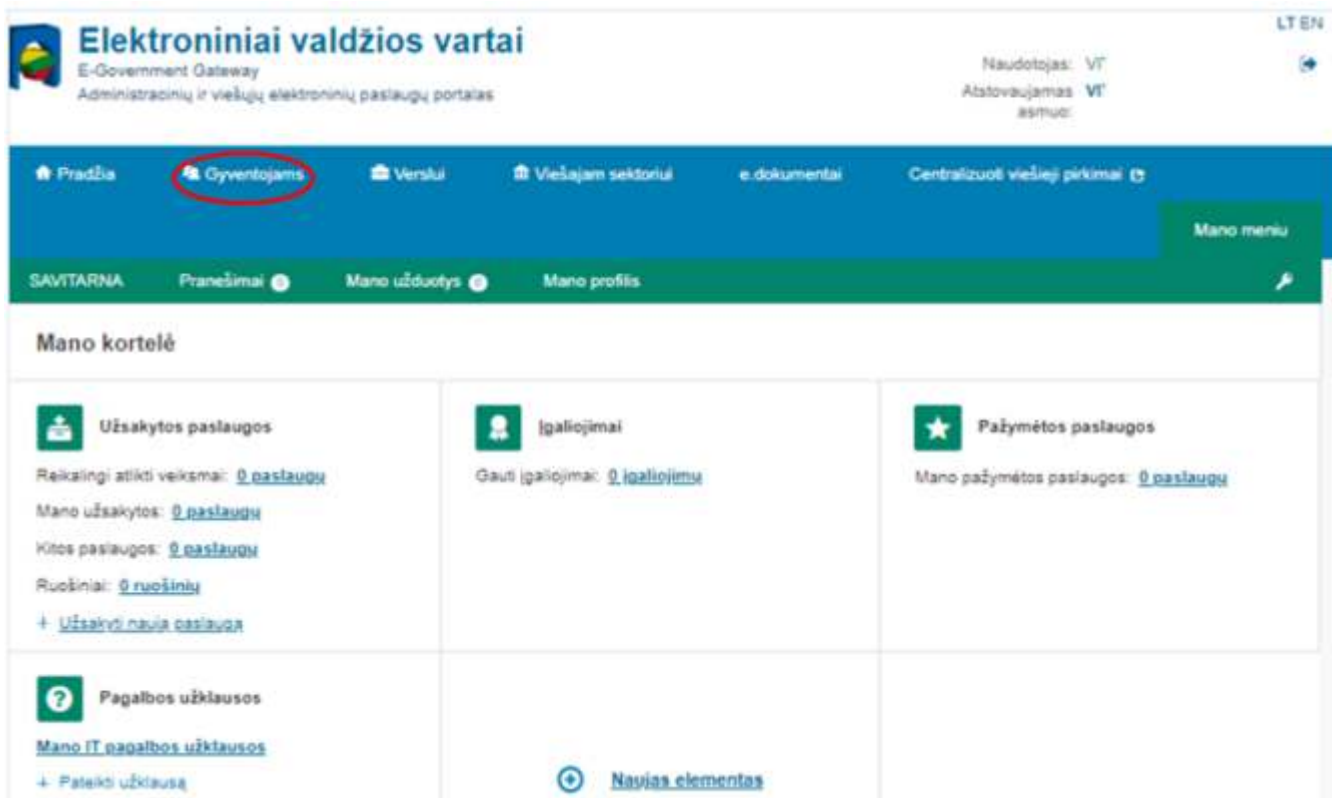 LT EN
Elektroniniai valdžios vartai
E-Government Gateway
Administracinių ir viešųjų elektroninių paslaugų portalas
Naudotojas: VI
Atstovaujamas VI
asmuo:
Pradžia Gyventojams Verslui Viešajam sektoriui e.dokumentai Centralizuoti viešieji pirkimai
Mano meniu
SAVITARNA Pranešimai 0 Mano užduotys 0 Mano profilis
Mano kortelė
Užsakytos paslaugos
Reikalingi atlikti veiksmai: 0 paslaugų
Mano užsakytos: 0 paslaugų
Kitos paslaugos: 0 paslaugų
Ruošiniai: 0 ruošinių
+ Užsakyti naują paslaugą
Įgaliojimai
Gauti įgaliojimai: 0 įgaliojimų
Pažymėtos paslaugos
Mano pažymėtos paslaugos: 0 paslaugų
Pagalbos užklausos
Mano IT pagalbos užklausos
+ Pateikti užklausą
Naujas elementas